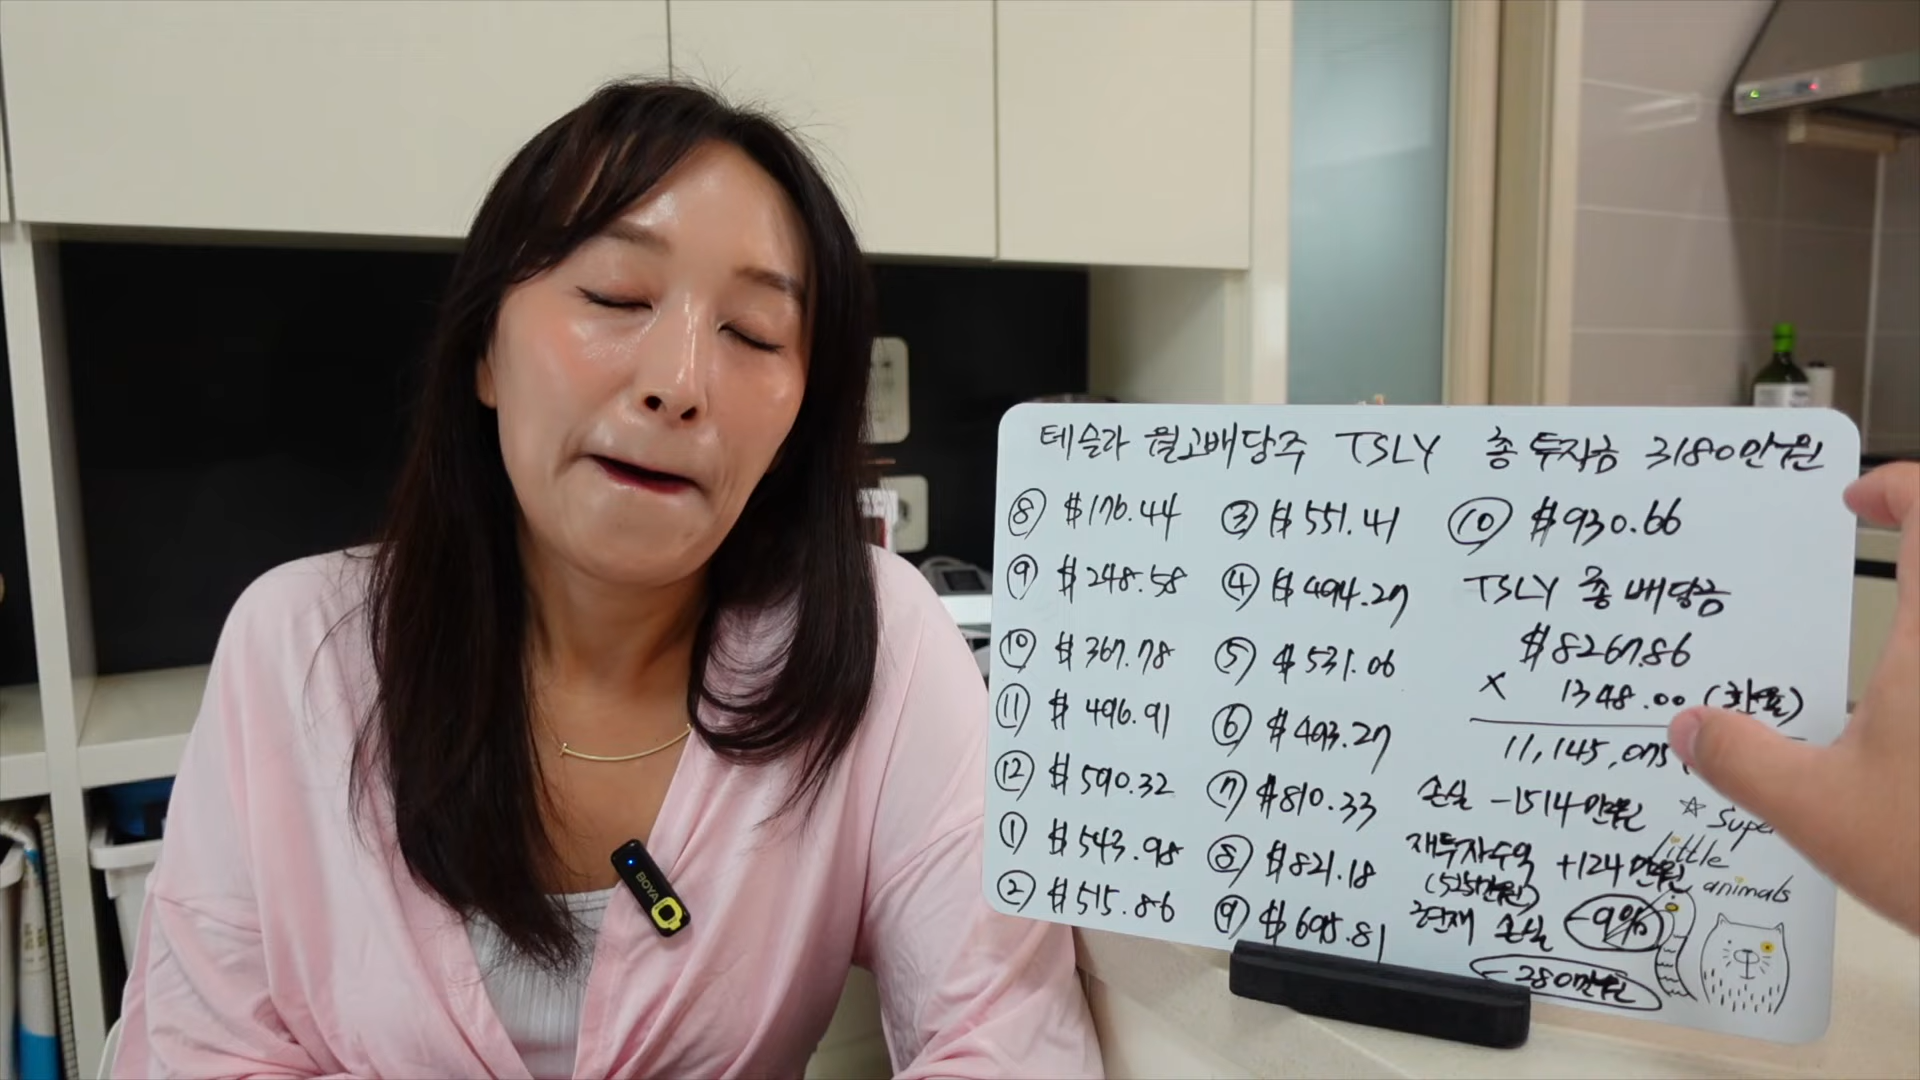 테슬라 월고배당주 TSLY 총 투자금 3180만원
⑧ $176.44
⑨ $248.58
⑩ $367.78
⑪ $496.91
⑫ $590.32
① $543.98
② $515.86
③ $551.41
④ $494.27
⑤ $531.06
⑥ $493.27
⑦ $810.33
⑧ $821.18
⑨ $695.81
⑩ $930.66
TSLY 총 배당금
$8267.86
× 1348.00 (환율)
11,145,075
손실 -1514만원
재투자수익 +124만원
(525만원)
현재 손실 -9%
-280만원
☆ Supe
little
animals
BOYA